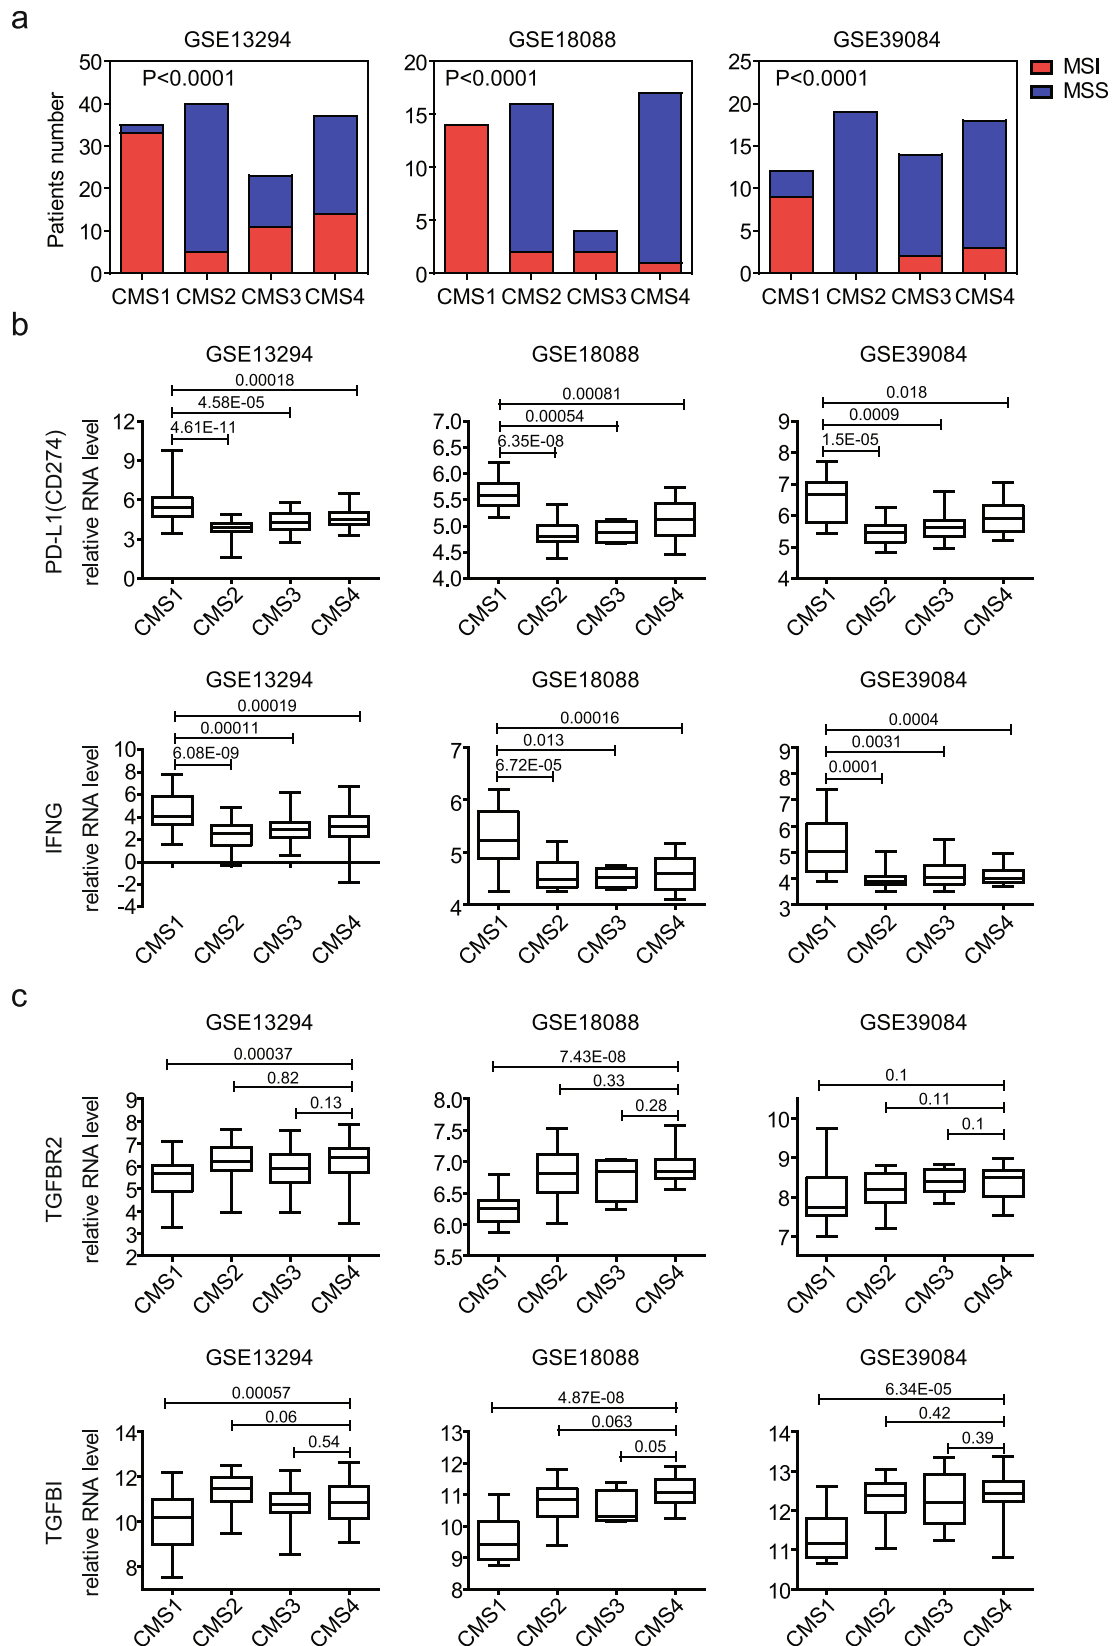 a
GSE13294
GSE18088
GSE39084
MSI
MSS
Patients number
50
40
30
20
10
0
P<0.0001
CMS1 CMS2 CMS3 CMS4
20
15
10
5
0
P<0.0001
CMS1 CMS2 CMS3 CMS4
25
20
15
10
5
0
P<0.0001
CMS1 CMS2 CMS3 CMS4
b
PD-L1(CD274)
relative RNA level
GSE13294
0.00018
4.58E-05
4.61E-11
12
9
6
3
0
CMS1 CMS2 CMS3 CMS4
GSE18088
0.00081
0.00054
6.35E-08
7.0
6.5
6.0
5.5
5.0
4.5
4.0
CMS1 CMS2 CMS3 CMS4
GSE39084
0.018
0.0009
1.5E-05
9
8
7
6
5
4
CMS1 CMS2 CMS3 CMS4
IFNG
relative RNA level
GSE13294
0.00019
0.00011
6.08E-09
10
8
6
4
2
0
-2
-4
CMS1 CMS2 CMS3 CMS4
GSE18088
0.00016
0.013
6.72E-05
7
6
5
4
CMS1 CMS2 CMS3 CMS4
GSE39084
0.0004
0.0031
0.0001
9
8
7
6
5
4
3
CMS1 CMS2 CMS3 CMS4
c
TGFBR2
relative RNA level
GSE13294
0.00037
0.82
0.13
9
8
7
6
5
4
3
2
CMS1 CMS2 CMS3 CMS4
GSE18088
7.43E-08
0.33
0.28
8.0
7.5
7.0
6.5
6.0
5.5
CMS1 CMS2 CMS3 CMS4
GSE39084
0.1
0.11
0.1
10
9
8
7
CMS1 CMS2 CMS3 CMS4
TGFBI
relative RNA level
GSE13294
0.00057
0.06
0.54
14
12
10
8
CMS1 CMS2 CMS3 CMS4
GSE18088
4.87E-08
0.063
0.05
13
12
11
10
9
8
CMS1 CMS2 CMS3 CMS4
GSE39084
6.34E-05
0.42
0.39
14
13
12
11
10
CMS1 CMS2 CMS3 CMS4